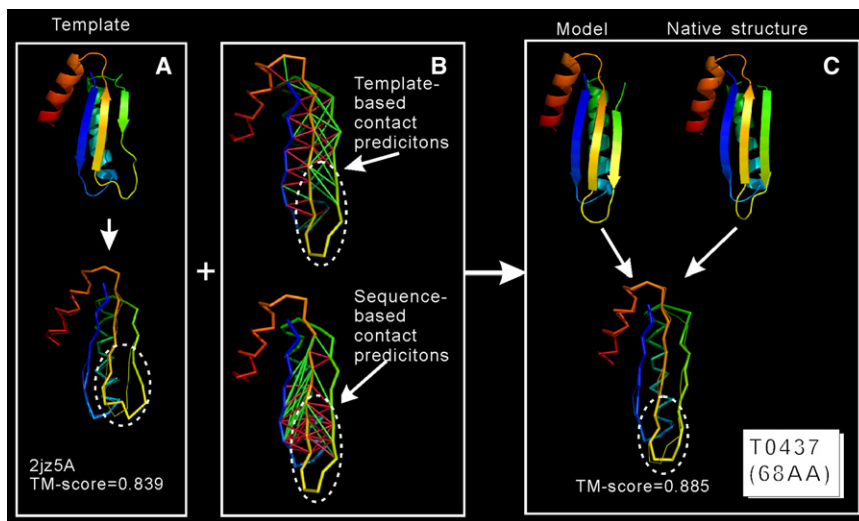 Template
A
2jz5A
TM-score=0.839
+
B
Template-
based
contact
predicitons
Sequence-
based
contact
predicitons
Model
Native structure
C
TM-score=0.885
T0437
(68AA)